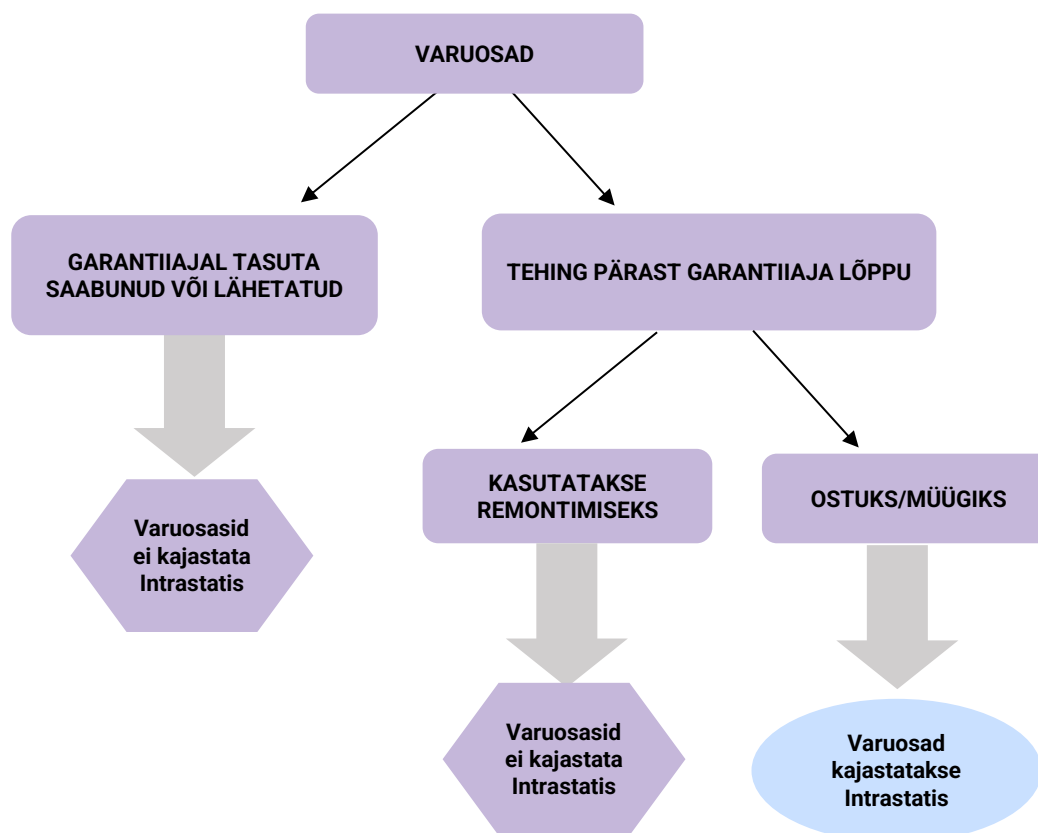 VARUOSAD
GARANTIIAJAL TASUTA
SAABUNUD VÕI LÄHETATUD
TEHING PÄRAST GARANTIIAJA LÕPPU
KASUTATAKSE
REMONTIMISEKS
OSTUKS/MÜÜGIKS
Varuosasid
ei kajastata
Intrastatis
Varuosasid
ei kajastata
Intrastatis
Varuosad
kajastatakse
Intrastatis